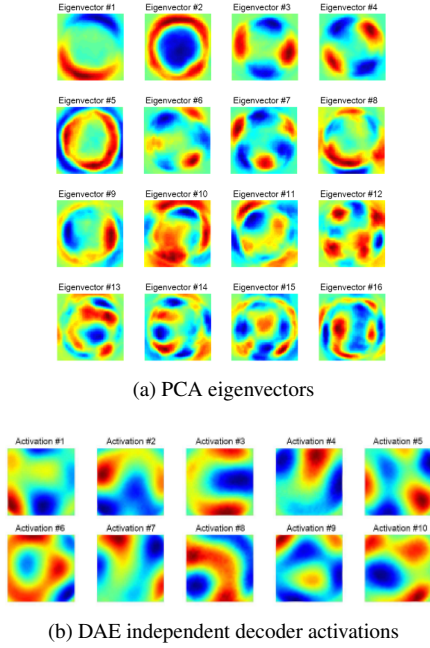 Eigenvector #1 Eigenvector #2 Eigenvector #3 Eigenvector #4
Eigenvector #5 Eigenvector #6 Eigenvector #7 Eigenvector #8
Eigenvector #9 Eigenvector #10 Eigenvector #11 Eigenvector #12
Eigenvector #13 Eigenvector #14 Eigenvector #15 Eigenvector #16
(a) PCA eigenvectors
Activation #1 Activation #2 Activation #3 Activation #4 Activation #5
Activation #6 Activation #7 Activation #8 Activation #9 Activation #10
(b) DAE independent decoder activations